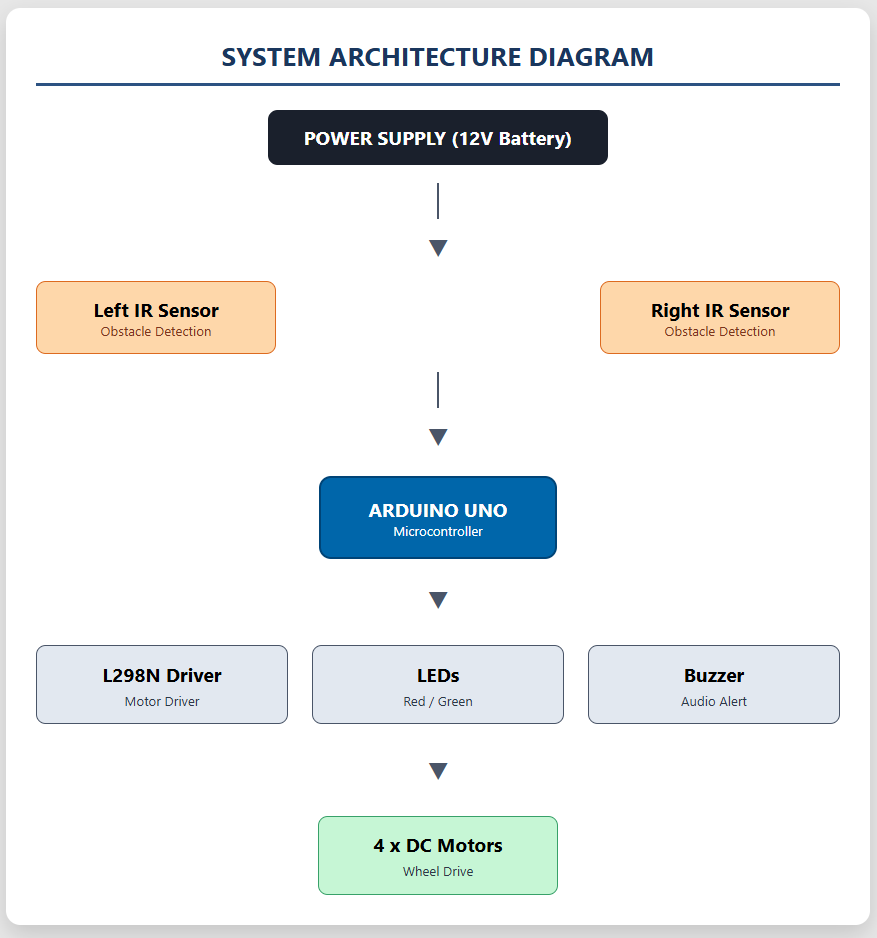 SYSTEM ARCHITECTURE DIAGRAM
POWER SUPPLY (12V Battery)
Left IR Sensor
Obstacle Detection
Right IR Sensor
Obstacle Detection
ARDUINO UNO
Microcontroller
L298N Driver
Motor Driver
LEDs
Red / Green
Buzzer
Audio Alert
4 x DC Motors
Wheel Drive